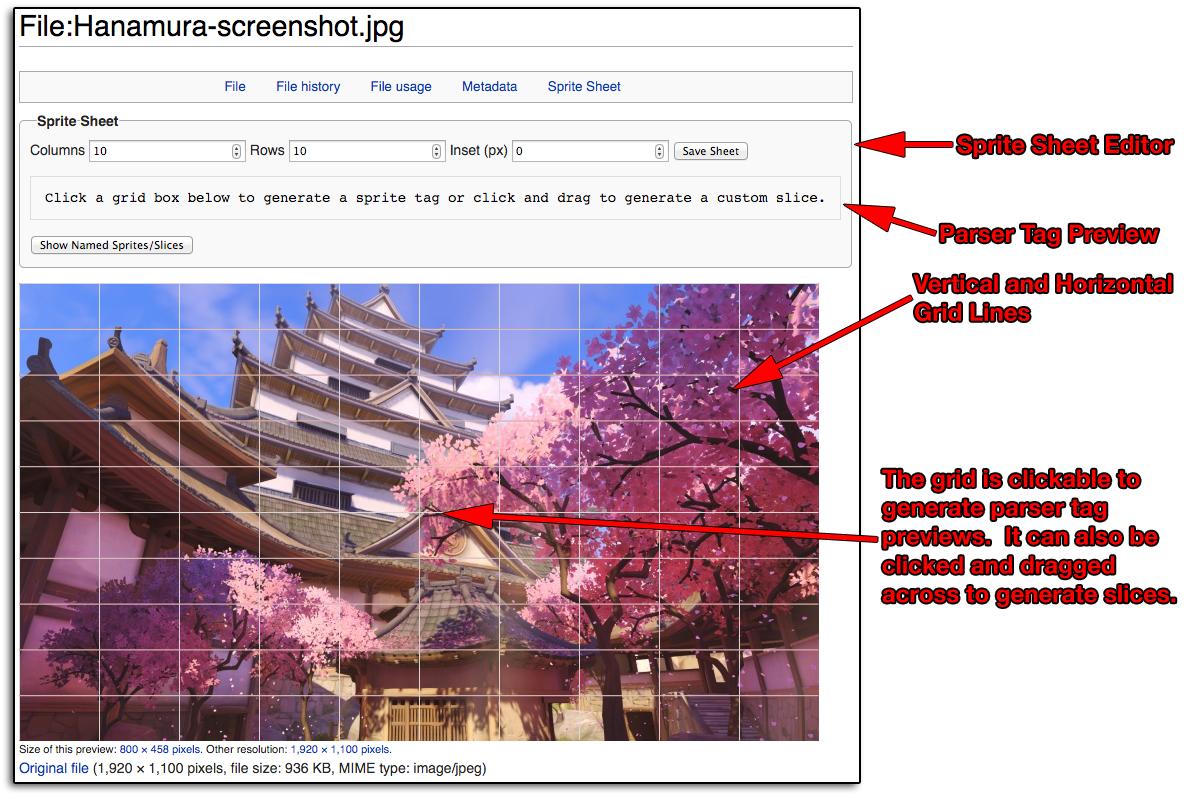 File:Hanamura-screenshot.jpg
File File history File usage Metadata Sprite Sheet
Sprite Sheet
Columns 10 Rows 10 Inset (px) 0 Save Sheet
Click a grid box below to generate a sprite tag or click and drag to generate a custom slice.
Show Named Sprites/Slices
Size of this preview: 800 × 458 pixels. Other resolution: 1,920 × 1,100 pixels.
Original file (1,920 × 1,100 pixels, file size: 936 KB, MIME type: image/jpeg)
Sprite Sheet Editor
Parser Tag Preview
Vertical and Horizontal
Grid Lines
The grid is clickable to
generate parser tag
previews.  It can also be
clicked and dragged
across to generate slices.